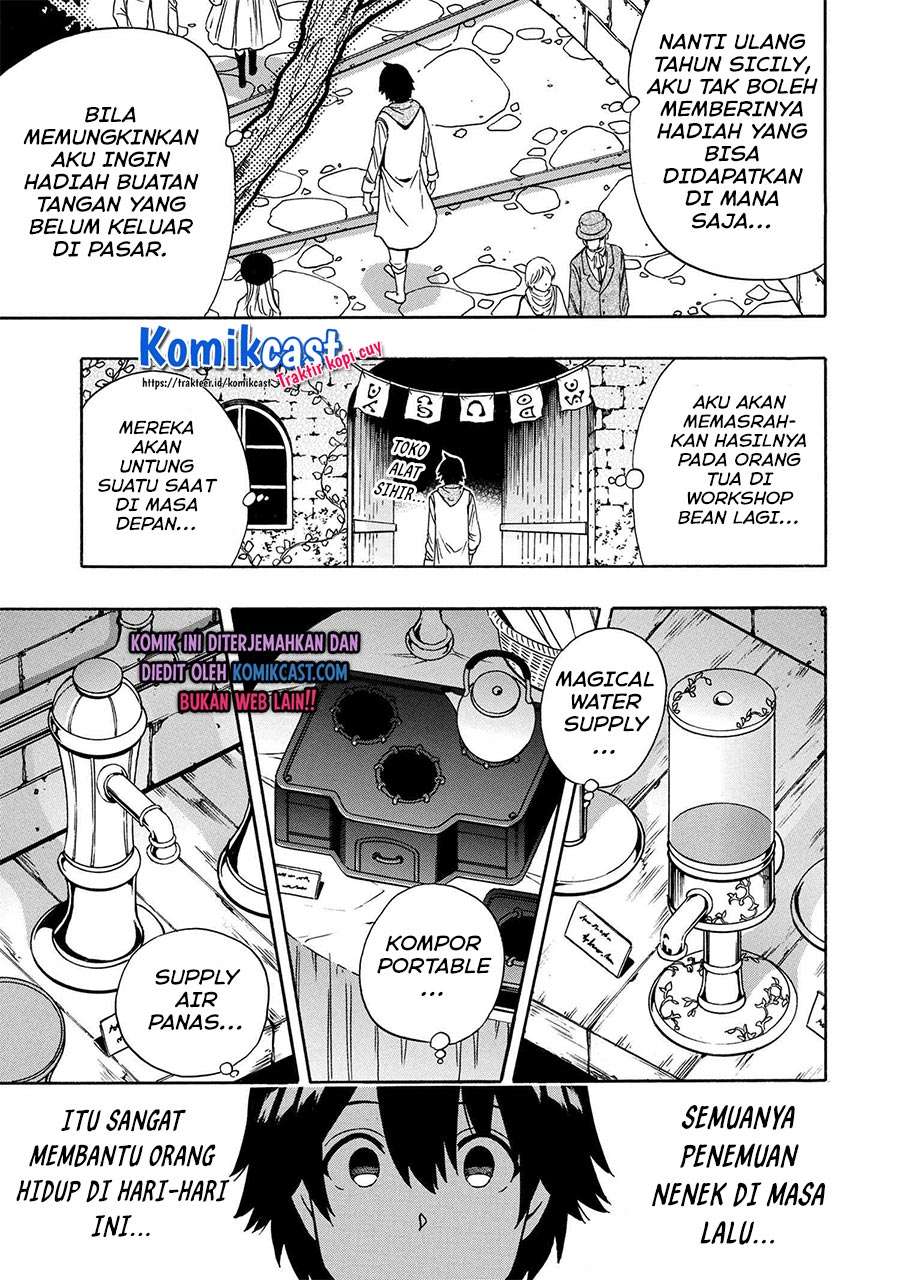 NANTI ULANG
TAHUN SICILY,
AKU TAK BOLEH
MEMBERINYA
HADIAH YANG
BISA
DIDAPATKAN
DI MANA
SAJA...
BILA
MEMUNGKINKAN
AKU INGIN
HADIAH BUATAN
TANGAN YANG
BELUM KELUAR
DI PASAR.
Komikcast
Traktir kopi cuy
https://trakteer.id/komikcast
AKU AKAN
MEMASRAH-
KAN HASILNYA
PADA ORANG
TUA DI
WORKSHOP
BEAN LAGI...
TOKO
ALAT
SIHIR...
MEREKA
AKAN
UNTUNG
SUATU SAAT
DI MASA
DEPAN...
KOMIK INI DITERJEMAHKAN DAN
DIEDIT OLEH KOMIKCAST.COM
BUKAN WEB LAIN!!
MAGICAL
WATER
SUPPLY
...
KOMPOR
PORTABLE
...
SUPPLY
AIR
PANAS...
SEMUANYA
PENEMUAN
NENEK DI MASA
LALU...
ITU SANGAT
MEMBANTU ORANG
HIDUP DI HARI-HARI
INI...